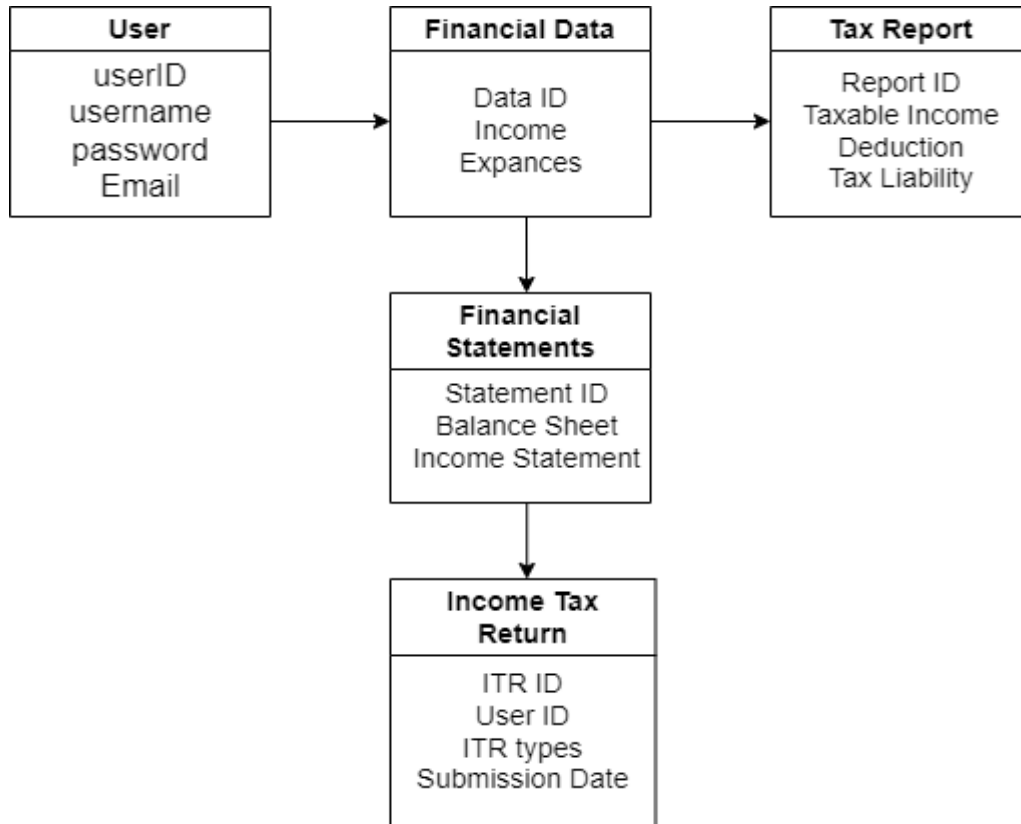 User
userID
username
password
Email
Financial Data
Data ID
Income
Expances
Tax Report
Report ID
Taxable Income
Deduction
Tax Liability
Financial
Statements
Statement ID
Balance Sheet
Income Statement
Income Tax
Return
ITR ID
User ID
ITR types
Submission Date